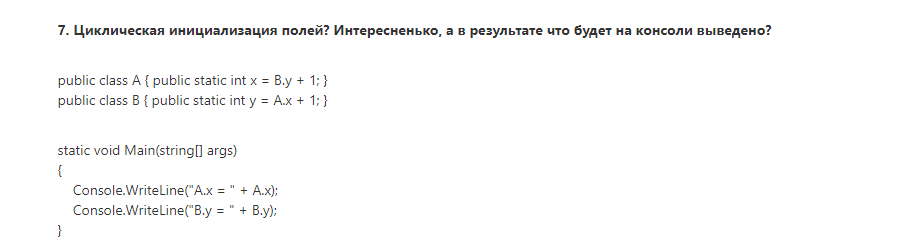 7. Циклическая инициализация полей? Интересненько, а в результате что будет на консоли выведено?
public class A { public static int x = B.y + 1; }
public class B { public static int y = A.x + 1; }
static void Main(string[] args)
{
Console.WriteLine("A.x = " + A.x);
Console.WriteLine("B.y = " + B.y);
}